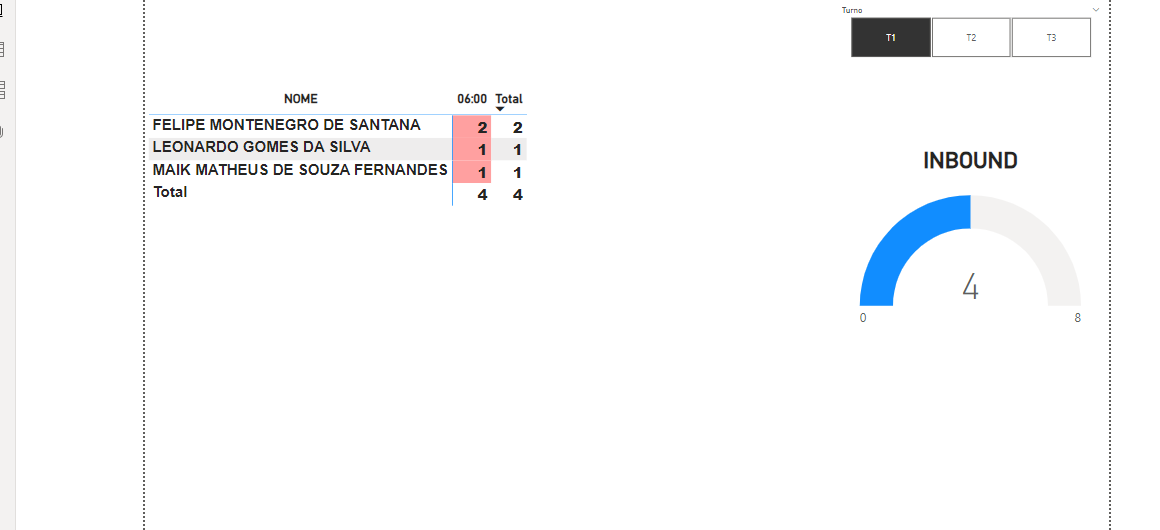 Turno
T1 T2 T3
NOME 06:00 Total
FELIPE MONTENEGRO DE SANTANA 2 2
LEONARDO GOMES DA SILVA 1 1
MAIK MATHEUS DE SOUZA FERNANDES 1 1
Total 4 4
INBOUND
4
0 8